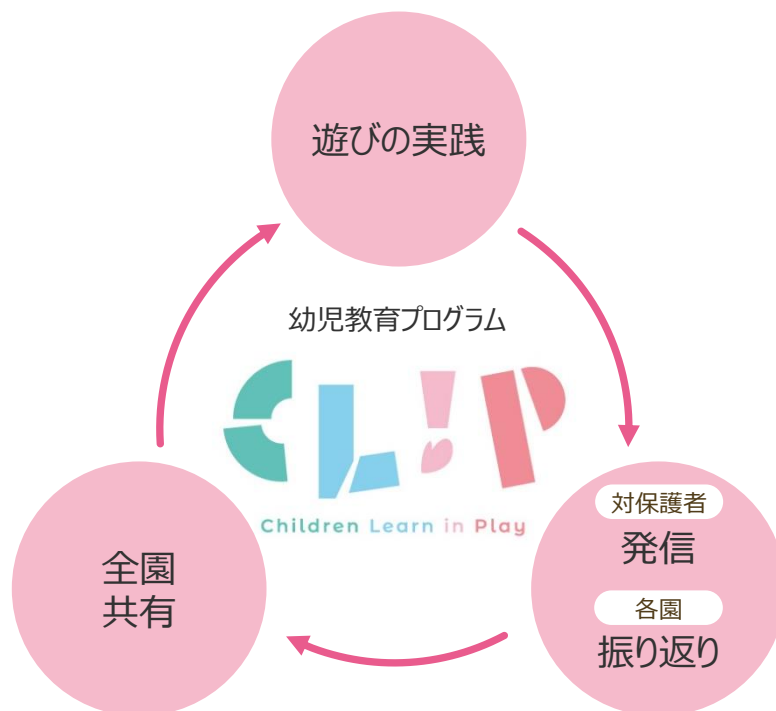 遊びの実践
幼児教育プログラム
CL!P
Children Learn in Play
対保護者
発信
各園
振り返り
全園
共有